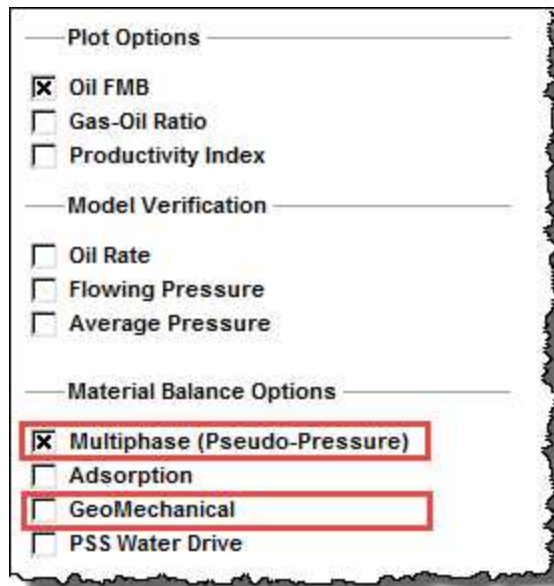 Plot Options
Oil FMB
Gas-Oil Ratio
Productivity Index
Model Verification
Oil Rate
Flowing Pressure
Average Pressure
Material Balance Options
Multiphase (Pseudo-Pressure)
Adsorption
GeoMechanical
PSS Water Drive